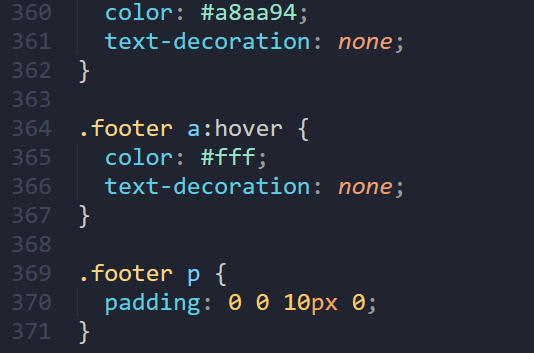 360 color: #a8aa94;
361 text-decoration: none;
362 }
363
364 .footer a:hover {
365 color: #fff;
366 text-decoration: none;
367 }
368
369 .footer p {
370 padding: 0 0 10px 0;
371 }